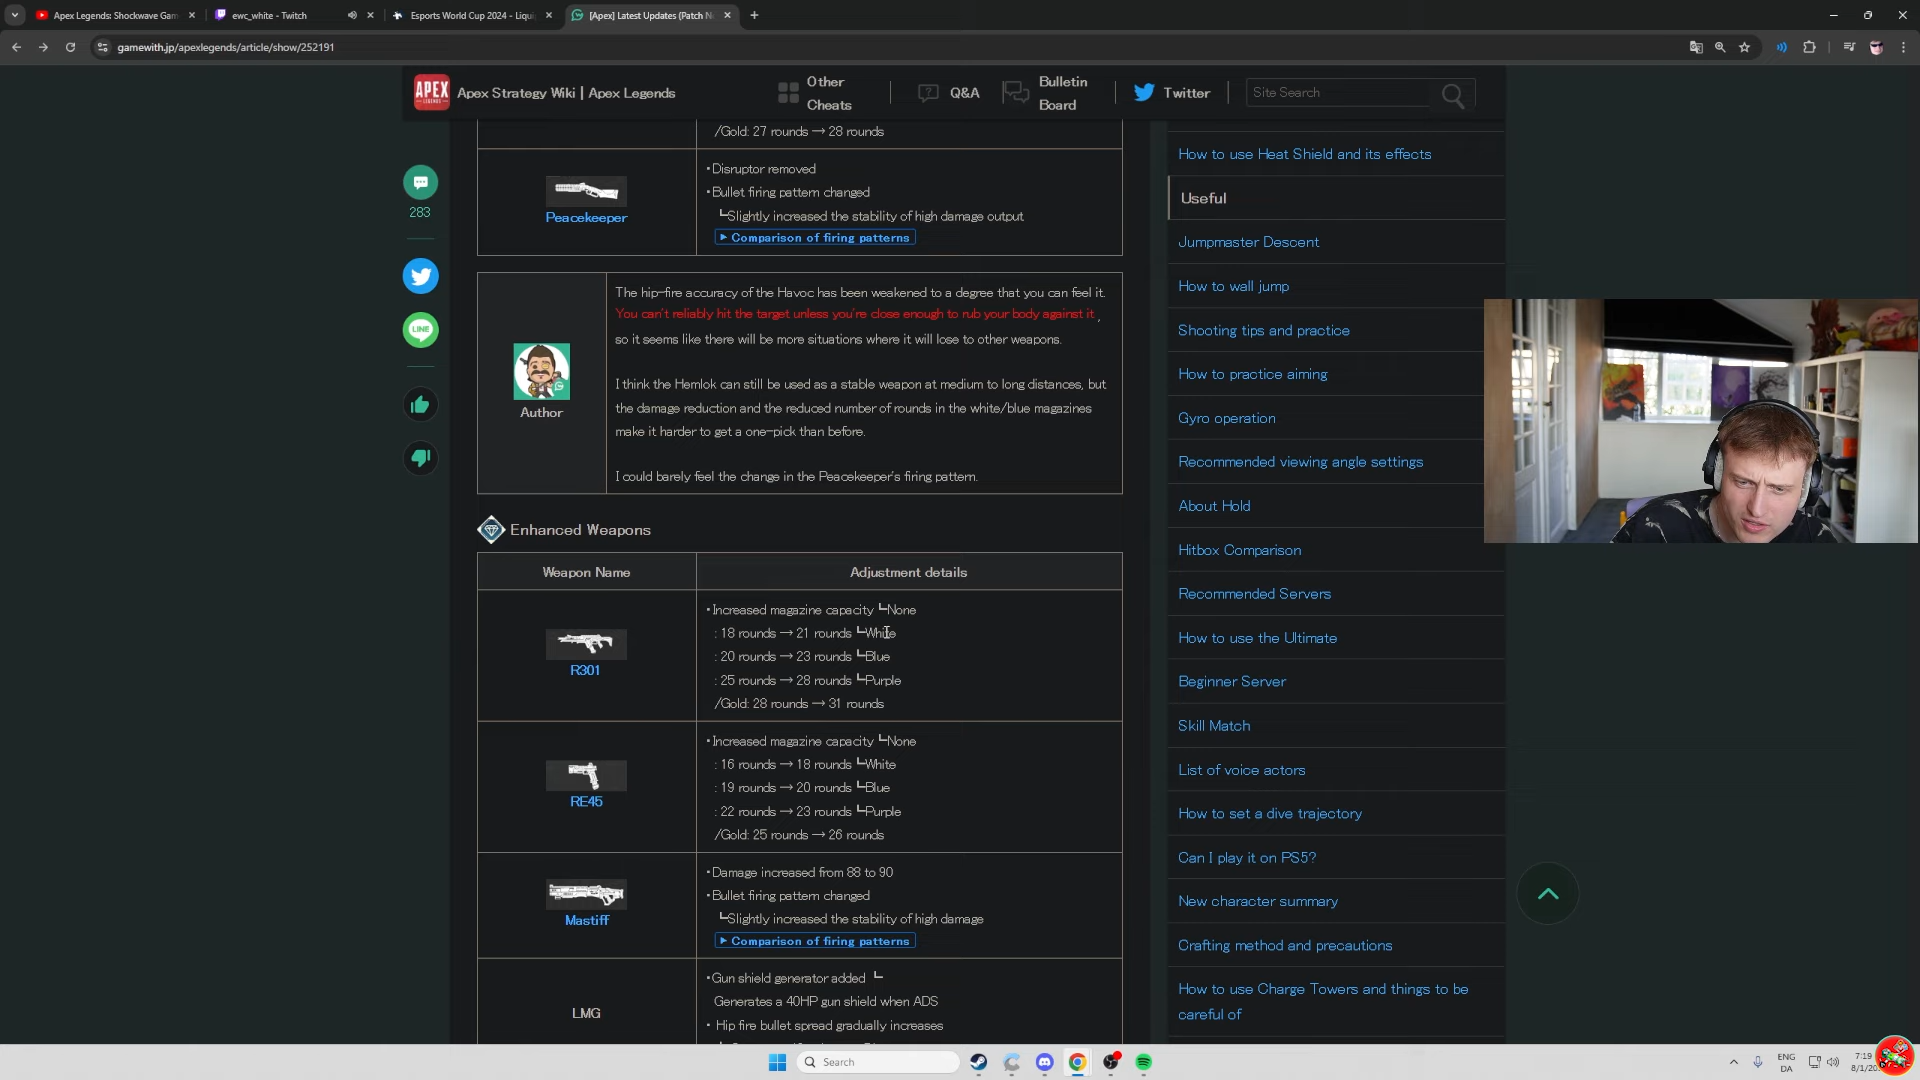 Apex Legends: Shockwave Gam
ewc_white - Twitch
Esports World Cup 2024 - Liqui
[Apex] Latest Updates (Patch N
gamewith.jp/apexlegends/article/show/252191
APEX
LEGENDS
Apex Strategy Wiki | Apex Legends
Other
Cheats
Q&A
Bulletin
Board
Twitter
Site Search
283
LINE
/Gold: 27 rounds → 28 rounds
Peacekeeper
・Disruptor removed
・Bullet firing pattern changed
┗Slightly increased the stability of high damage output
▶ Comparison of firing patterns
Author
The hip-fire accuracy of the Havoc has been weakened to a degree that you can feel it.
You can't reliably hit the target unless you're close enough to rub your body against it ,
so it seems like there will be more situations where it will lose to other weapons.
I think the Hemlok can still be used as a stable weapon at medium to long distances, but
the damage reduction and the reduced number of rounds in the white/blue magazines
make it harder to get a one-pick than before.
I could barely feel the change in the Peacekeeper's firing pattern.
Enhanced Weapons
Weapon Name
Adjustment details
R301
・Increased magazine capacity ┗None
: 18 rounds → 21 rounds ┗White
: 20 rounds → 23 rounds ┗Blue
: 25 rounds → 28 rounds ┗Purple
/Gold: 28 rounds → 31 rounds
RE45
・Increased magazine capacity ┗None
: 16 rounds → 18 rounds ┗White
: 19 rounds → 20 rounds ┗Blue
: 22 rounds → 23 rounds ┗Purple
/Gold: 25 rounds → 26 rounds
Mastiff
・Damage increased from 88 to 90
・Bullet firing pattern changed
┗Slightly increased the stability of high damage
▶ Comparison of firing patterns
LMG
・Gun shield generator added ┗
Generates a 40HP gun shield when ADS
・ Hip fire bullet spread gradually increases
How to use Heat Shield and its effects
Useful
Jumpmaster Descent
How to wall jump
Shooting tips and practice
How to practice aiming
Gyro operation
Recommended viewing angle settings
About Hold
Hitbox Comparison
Recommended Servers
How to use the Ultimate
Beginner Server
Skill Match
List of voice actors
How to set a dive trajectory
Can I play it on PS5?
New character summary
Crafting method and precautions
How to use Charge Towers and things to be
careful of
Search
ENG
DA
7:19
8/1/20